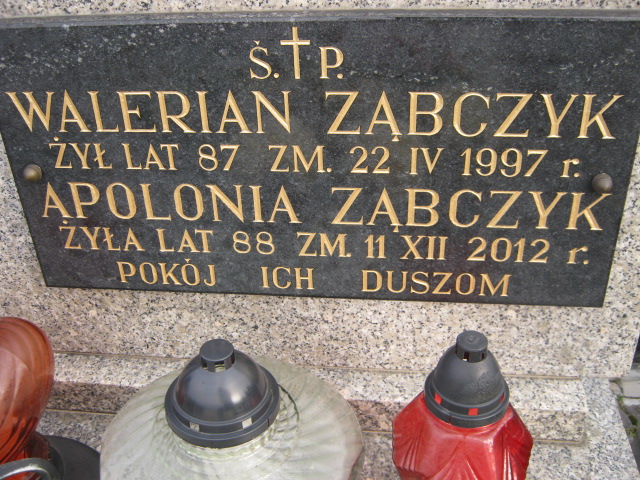 Ś.†P.
WALERIAN ZĄBCZYK
ŻYŁ LAT 87 ZM. 22 IV 1997 r.
APOLONIA ZĄBCZYK
ŻYŁA LAT 88 ZM. 11 XII 2012 r.
POKÓJ ICH DUSZOM